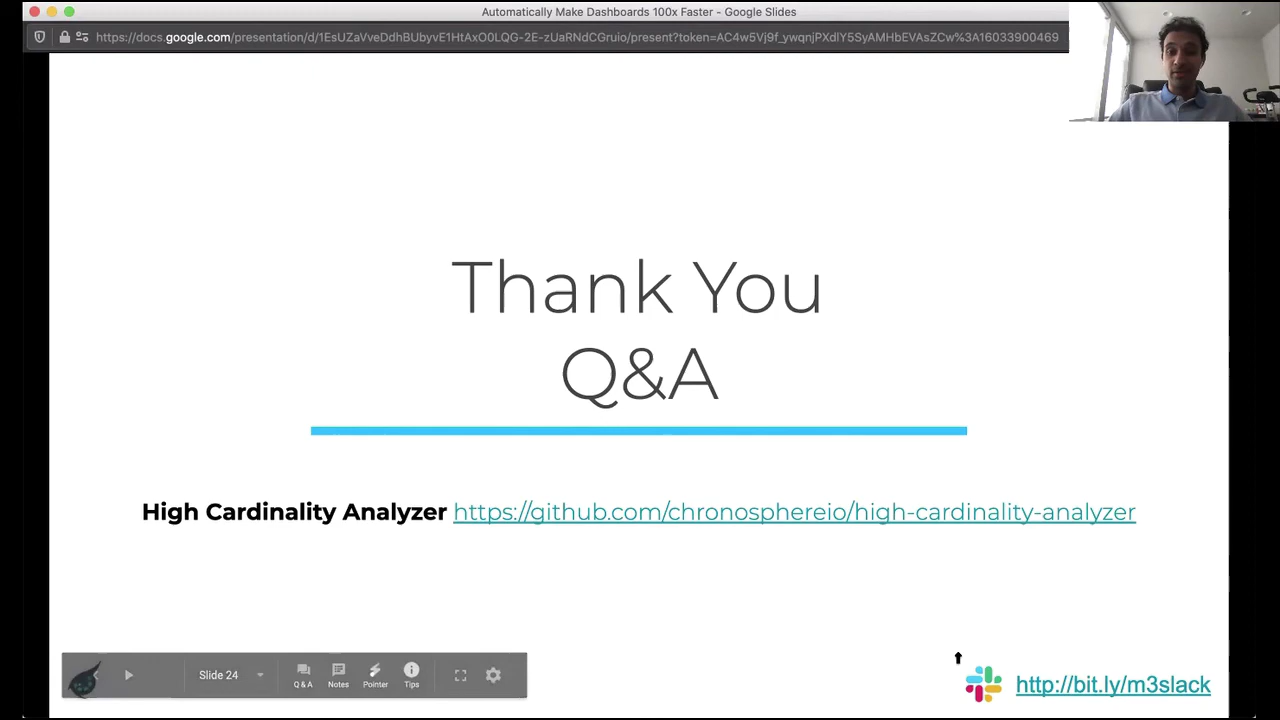 Automatically Make Dashboards 100x Faster - Google Slides
https://docs.google.com/presentation/d/1EsUZaVveDdhBUbyvE1HtAxO0LQG-2E-zUaRNdCGruio/present?token=AC4w5Vj9f_ywqnjPXdlY5SyAMHbEVAsZCw%3A16033900469
Thank You
Q&A
High Cardinality Analyzer https://github.com/chronosphereio/high-cardinality-analyzer
Slide 24
Q & A
Notes
Pointer
Tips
http://bit.ly/m3slack